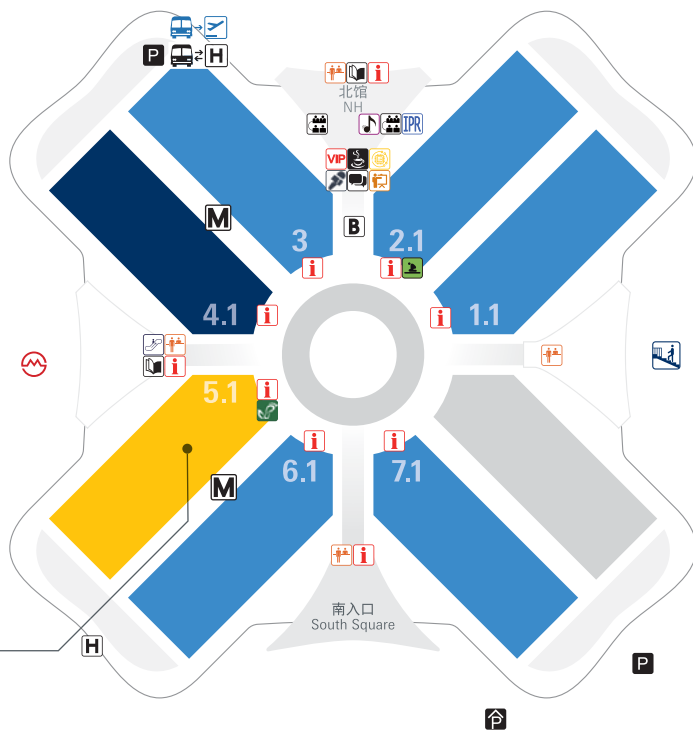 P
H
北馆
NH
IPR
VIP
M
B
3
2.1
4.1
1.1
5.1
M
6.1
7.1
南入口
South Square
H
P
P